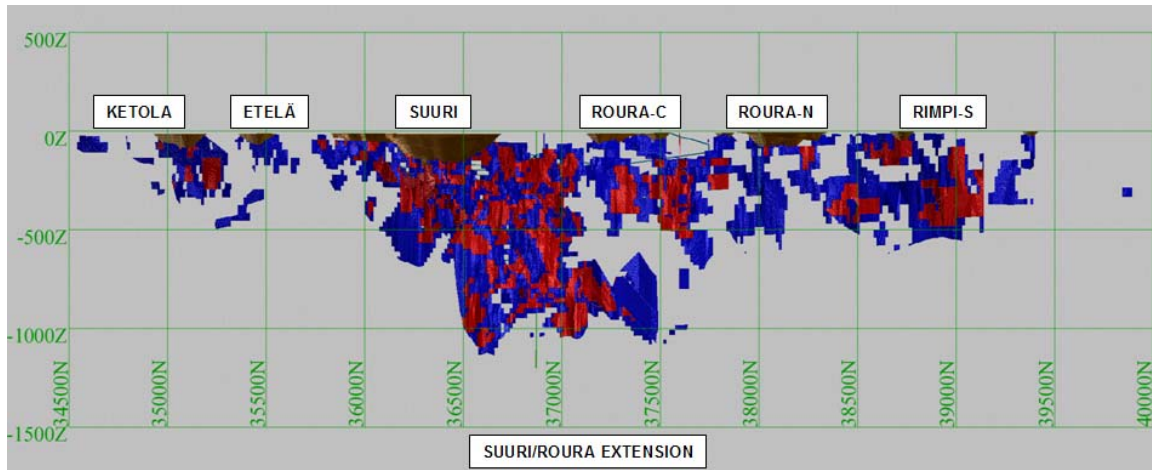 500Z
KETOLA ETELÄ SUURI ROURA-C ROURA-N RIMPI-S
0Z
-500Z
-1000Z
34500N 35000N 35500N 36000N 36500N 37000N 37500N 38000N 38500N 39000N 39500N 40000N
-1500Z
SUURI/ROURA EXTENSION